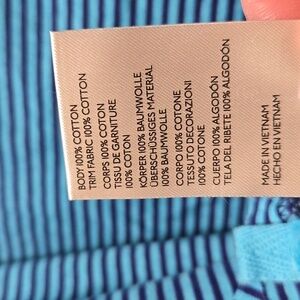 BODY 100% COTTON
TRIM FABRIC 100% COTTON
CORPS 100% COTON
TISSU DE GARNITURE
100% COTON
KÖRPER 100% BAUMWOLLE
ÜBERSCHÜSSIGES MATERIAL
100% BAUMWOLLE
CORPO 100% COTONE
TESSUTO DECORAZIONI
100% COTONE
CUERPO 100% ALGODÓN
TELA DEL RIBETE 100% ALGODÓN
MADE IN VIETNAM
HECHO EN VIETNAM